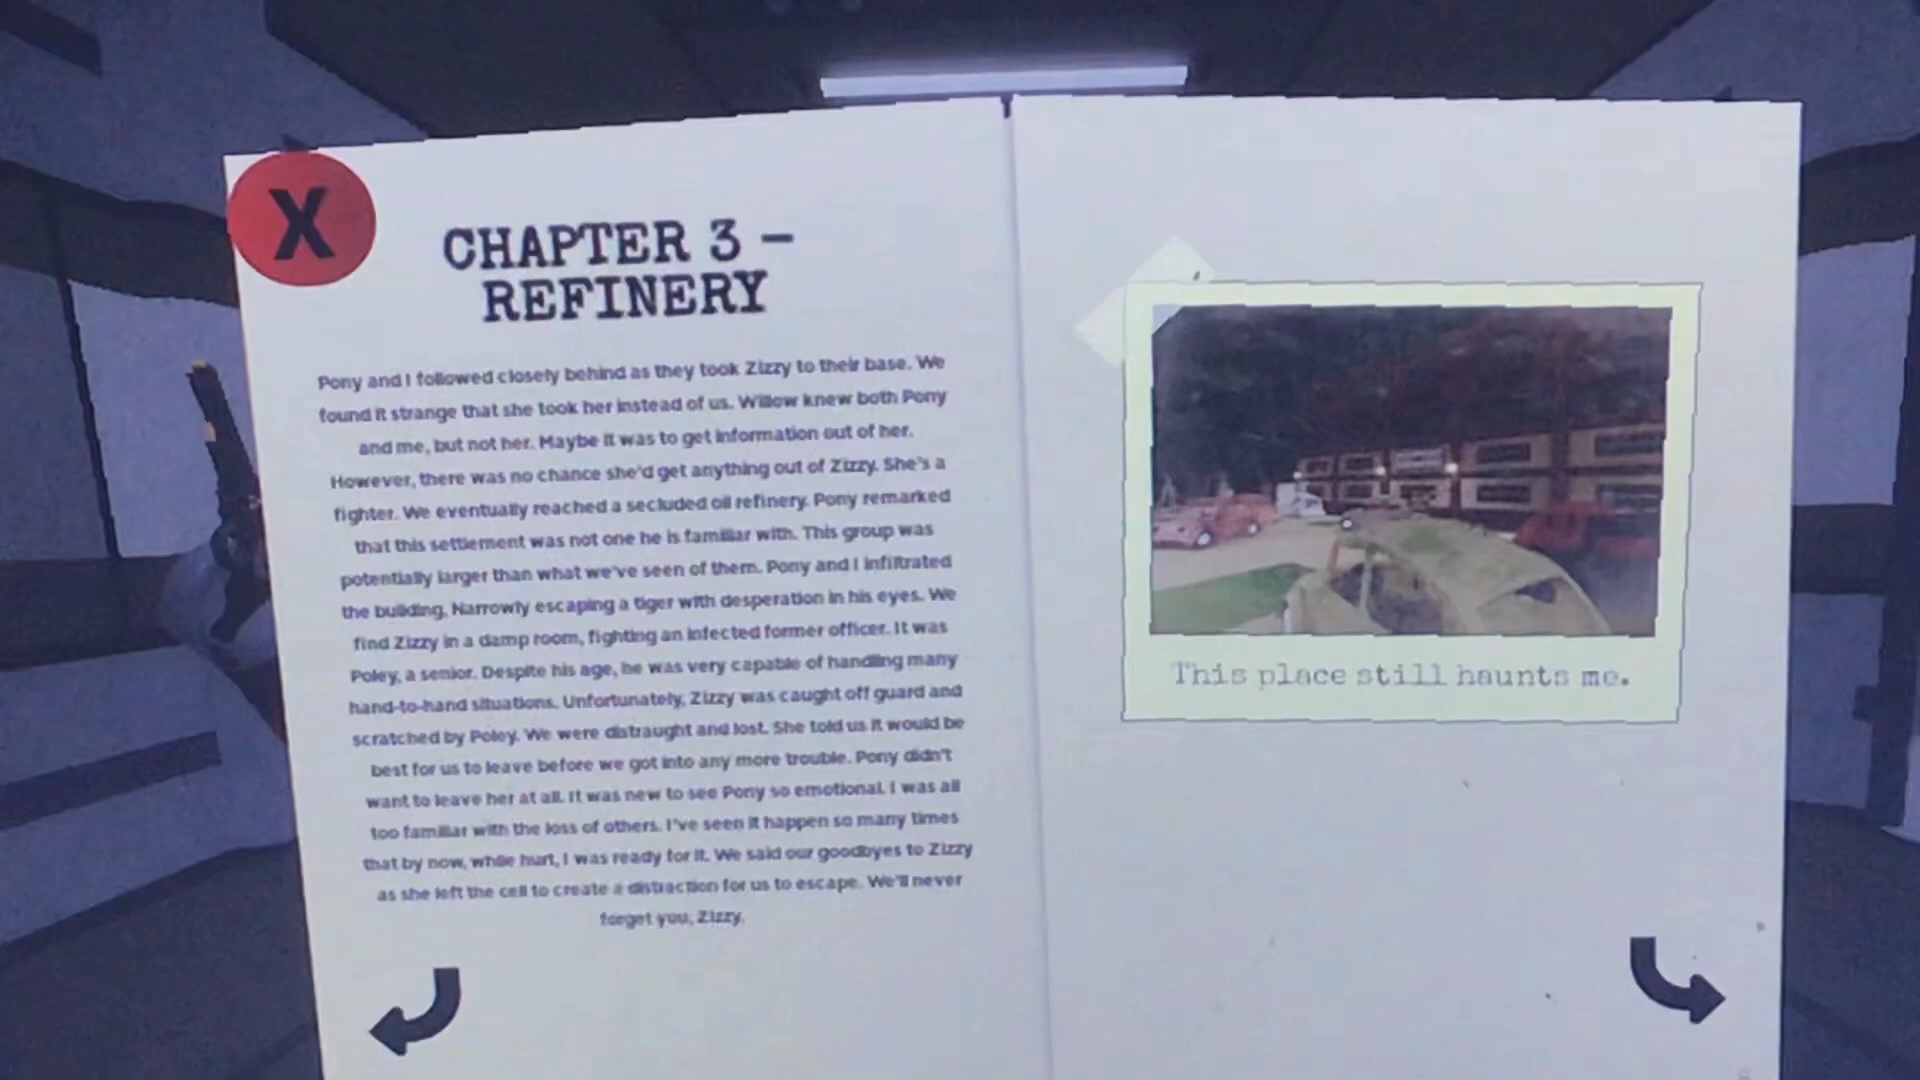 X
CHAPTER 3 –
REFINERY
Pony and I followed closely behind as they took Zizzy to their base. We
found it strange that she took her instead of us. Willow knew both Pony
and me, but not her. Maybe it was to get information out of her.
However, there was no chance she'd get anything out of Zizzy. She's a
fighter. We eventually reached a secluded oil refinery. Pony remarked
that this settlement was not one he is familiar with. This group was
potentially larger than what we've seen of them. Pony and I infiltrated
the building, Narrowly escaping a tiger with desperation in his eyes. We
find Zizzy in a damp room, fighting an infected former officer. It was
Poley, a senior. Despite his age, he was very capable of handling many
hand-to-hand situations. Unfortunately, Zizzy was caught off guard and
scratched by Poley. We were distraught and lost. She told us it would be
best for us to leave before we got into any more trouble. Pony didn't
want to leave her at all. It was new to see Pony so emotional. I was all
too familiar with the loss of others. I've seen it happen so many times
that by now, while hurt, I was ready for it. We said our goodbyes to Zizzy
as she left the cell to create a distraction for us to escape. We'll never
forget you, Zizzy.
This place still haunts me.